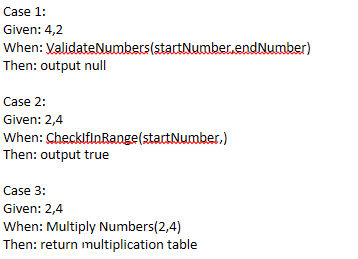 Case 1:
Given: 4,2
When: ValidateNumbers(startNumber,endNumber)
Then: output null
Case 2:
Given: 2,4
When: CheckIfInRange(startNumber,)
Then: output true
Case 3:
Given: 2,4
When: Multiply Numbers(2,4)
Then: return multiplication table